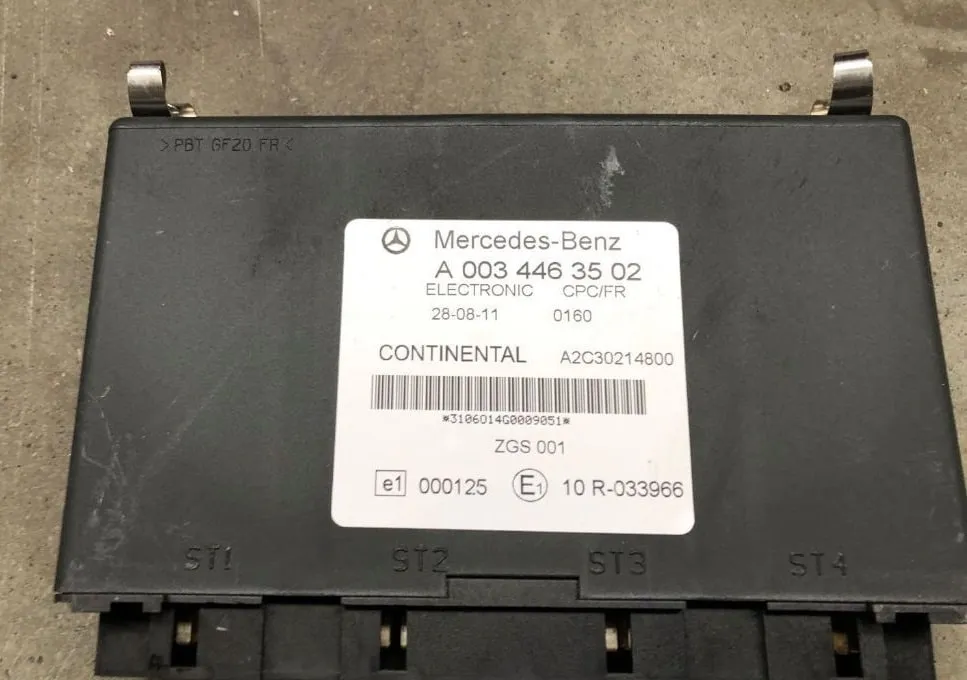 >PBT GF20 FR<
Mercedes-Benz
A 003 446 35 02
ELECTRONIC CPC/FR
28-08-11 0160
CONTINENTAL A2C30214800
*3106014G0009051*
ZGS 001
e1 000125 E1 10 R-033966
ST1 ST2 ST3 ST4